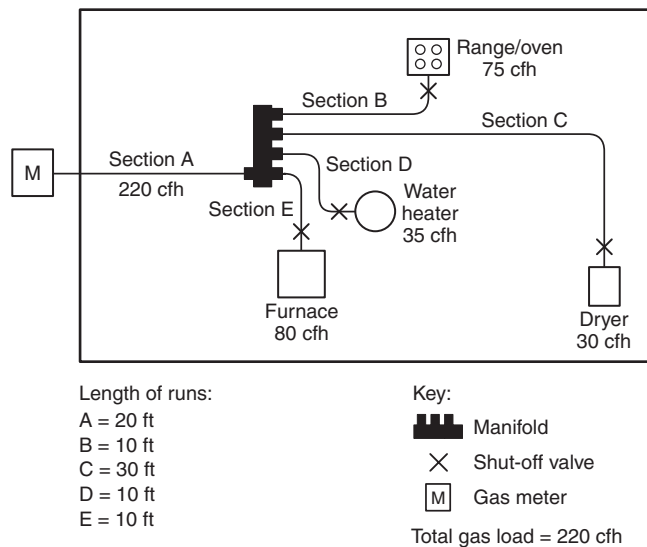 Range/oven
75 cfh
Section B
Section C
Section A
220 cfh
M
Section D
Section E
Water
heater
35 cfh
Furnace
80 cfh
Dryer
30 cfh
Length of runs:
A = 20 ft
B = 10 ft
C = 30 ft
D = 10 ft
E = 10 ft
Key:
Manifold
Shut-off valve
M Gas meter
Total gas load = 220 cfh